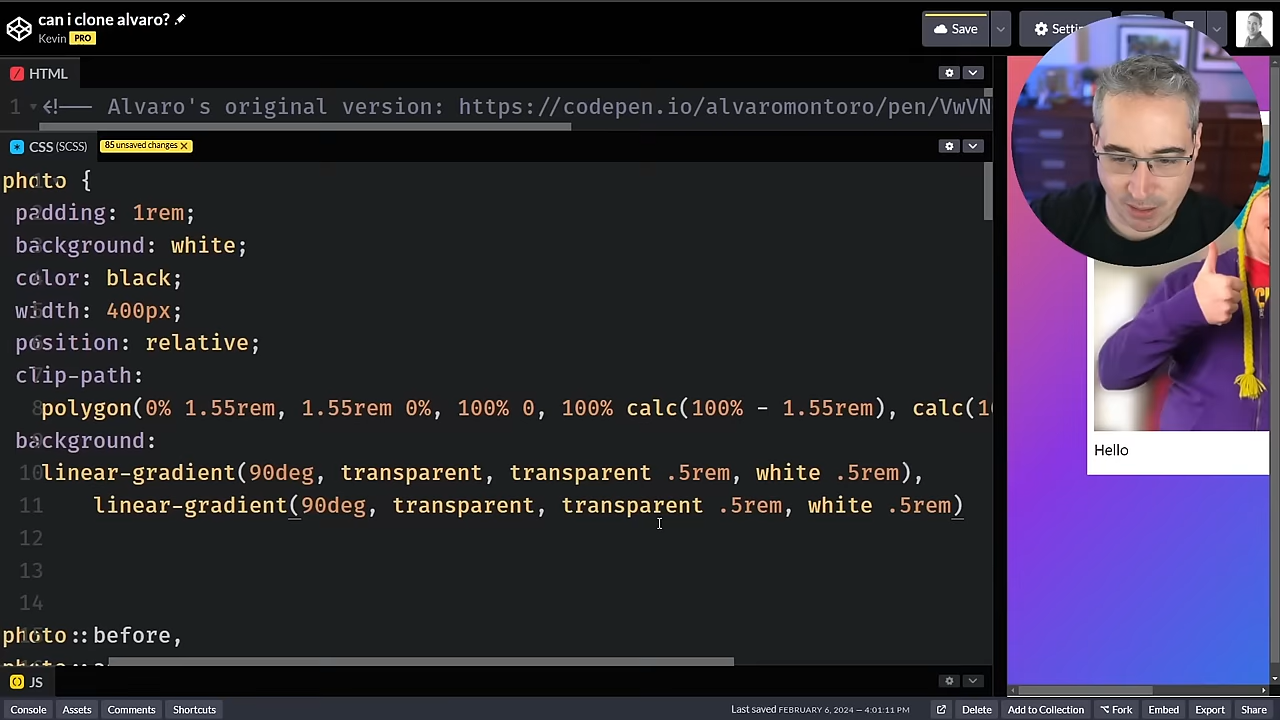 can i clone alvaro?
Kevin PRO
Save
HTML
1 <!-- Alvaro's original version: https://codepen.io/alvaromontoro/pen/VwVN
CSS (SCSS) 85 unsaved changes ×
photo {
padding: 1rem;
background: white;
color: black;
width: 400px;
position: relative;
clip-path:
8 polygon(0% 1.55rem, 1.55rem 0%, 100% 0, 100% calc(100% - 1.55rem), calc(1
background:
10 linear-gradient(90deg, transparent, transparent .5rem, white .5rem),
11 linear-gradient(90deg, transparent, transparent .5rem, white .5rem)
12
13
14
photo::before,
Hello
JS
Console Assets Comments Shortcuts Last saved FEBRUARY 6, 2024 — 4:01:11 PM Delete Add to Collection Fork Embed Export Share